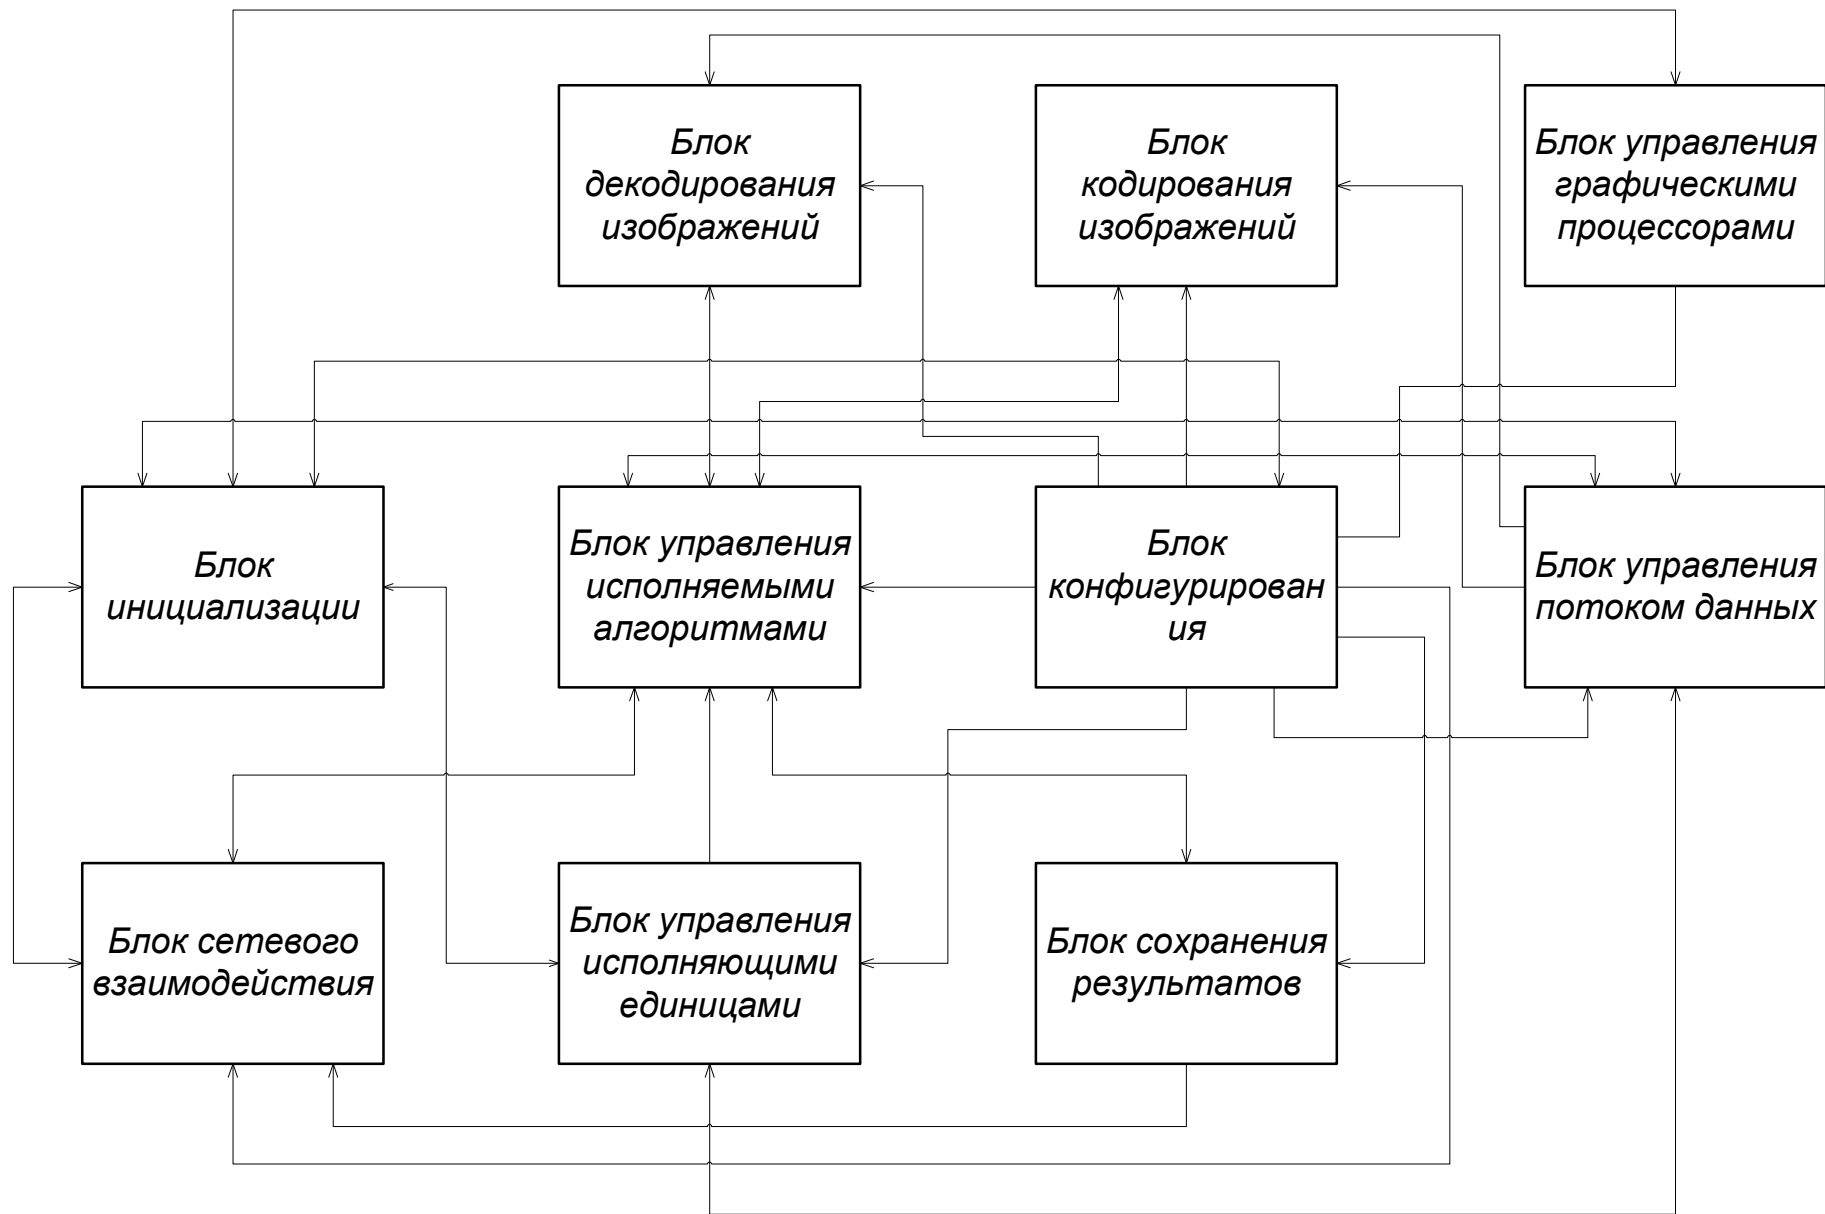 Блок
декодирования
изображений
Блок
кодирования
изображений
Блок управления
графическими
процессорами
Блок
инициализации
Блок управления
исполняемыми
алгоритмами
Блок
конфигурирован
ия
Блок управления
потоком данных
Блок сетевого
взаимодействия
Блок управления
исполняющими
единицами
Блок сохранения
результатов